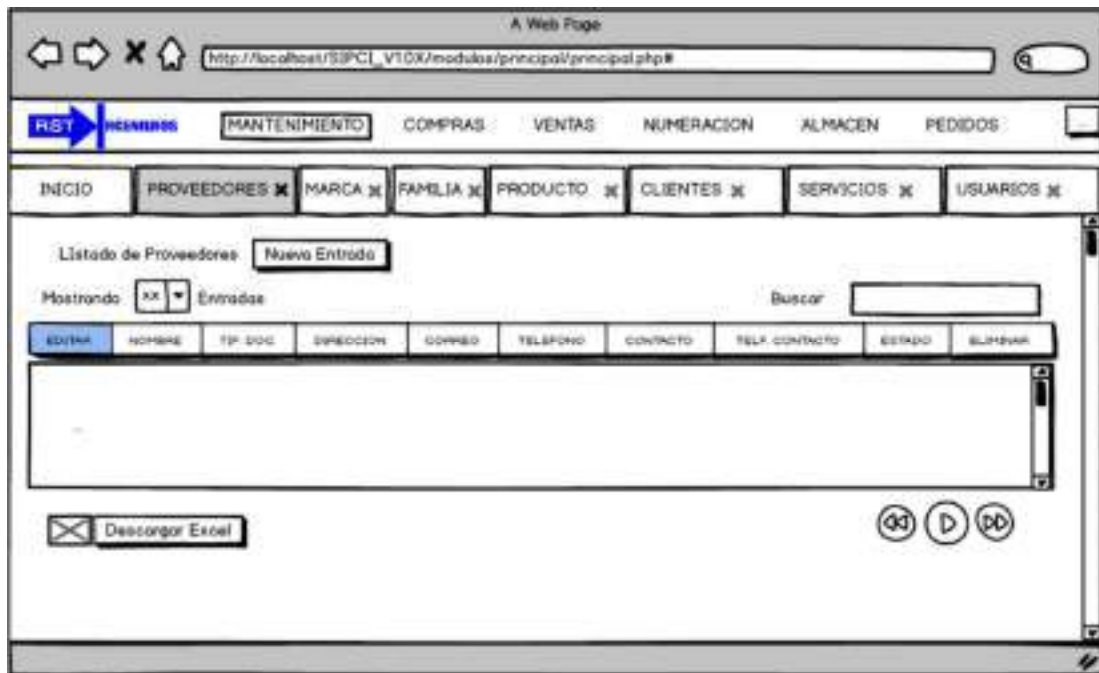 A Web Page
http://localhost/SIPCI_V10X/modulos/principal/principal.php#
RST INGENIEROS MANTENIMIENTO COMPRAS VENTAS NUMERACION ALMACEN PEDIDOS
INICIO PROVEEDORES MARCA FAMILIA PRODUCTO CLIENTES SERVICIOS USUARIOS
Listado de Proveedores Nueva Entrada
Mostrando xx Entradas Buscar
EDITAR NOMBRE TIP. DOC. DIRECCION CORREO TELEFONO CONTACTO TELF. CONTACTO ESTADO ELIMINAR
Descargar Excel